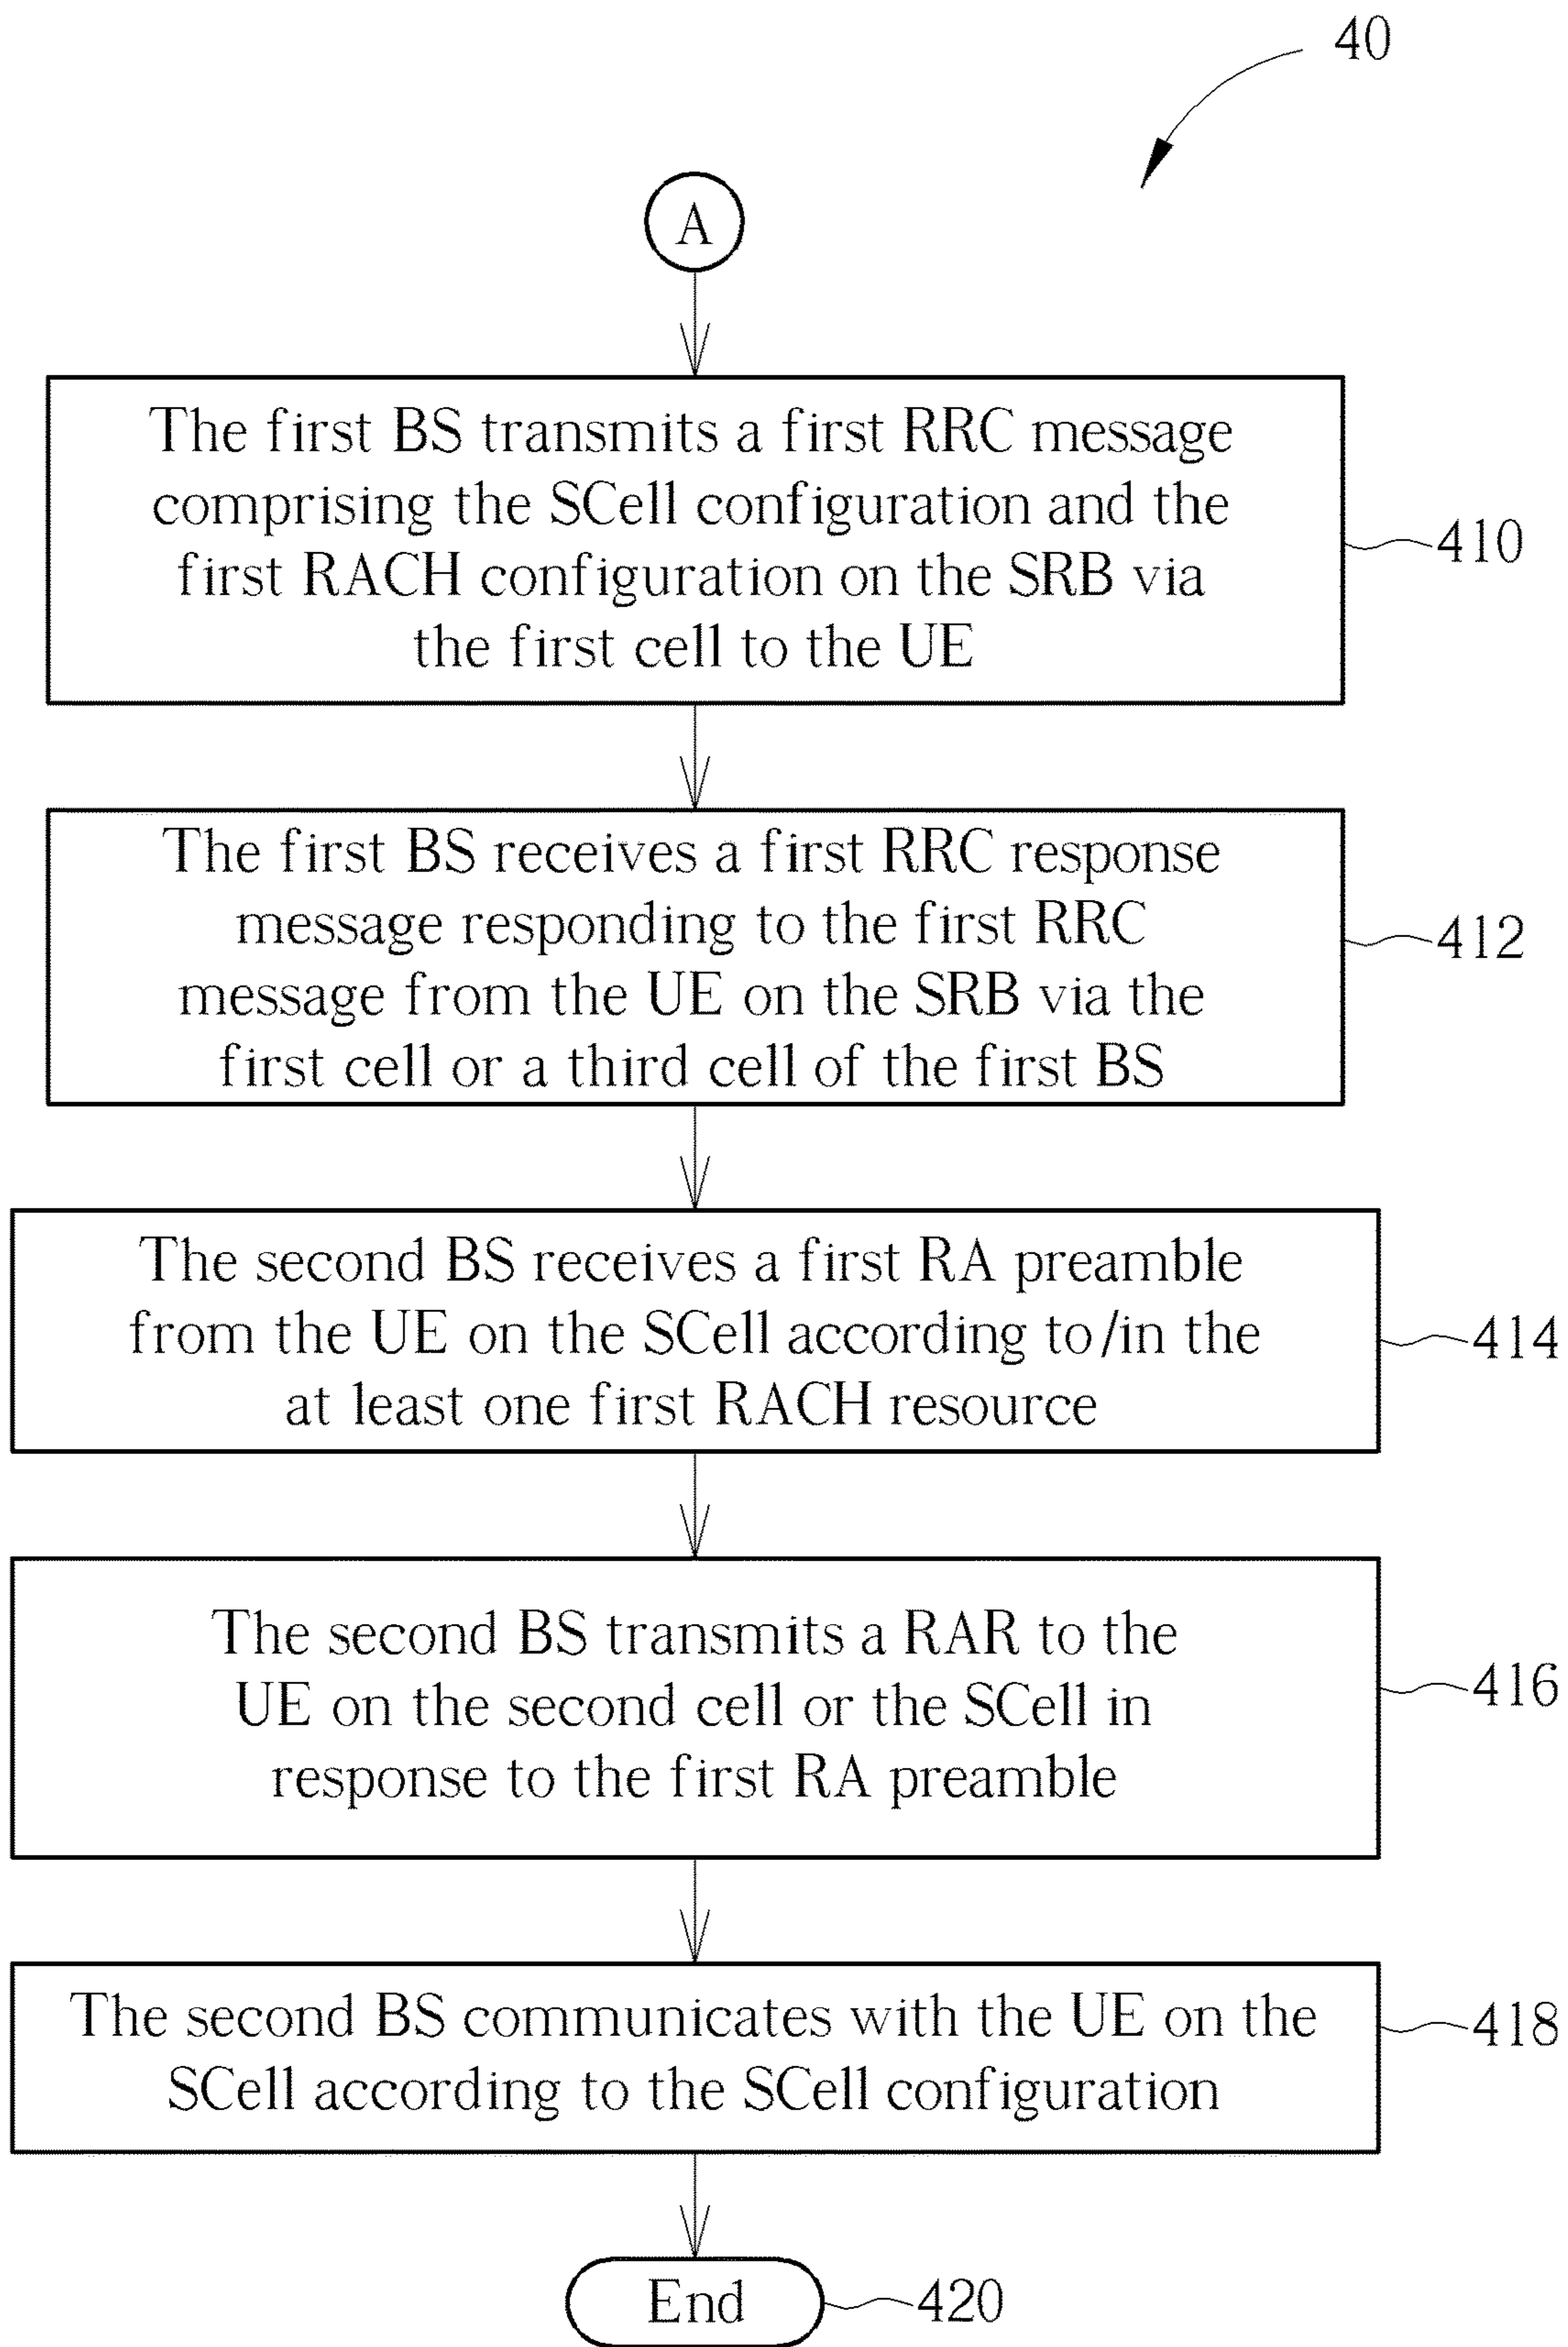 40
A
The first BS transmits a first RRC message
comprising the SCell configuration and the
first RACH configuration on the SRB via
the first cell to the UE
410
The first BS receives a first RRC response
message responding to the first RRC
message from the UE on the SRB via the
first cell or a third cell of the first BS
412
The second BS receives a first RA preamble
from the UE on the SCell according to/in the
at least one first RACH resource
414
The second BS transmits a RAR to the
UE on the second cell or the SCell in
response to the first RA preamble
416
The second BS communicates with the UE on the
SCell according to the SCell configuration
418
End
420